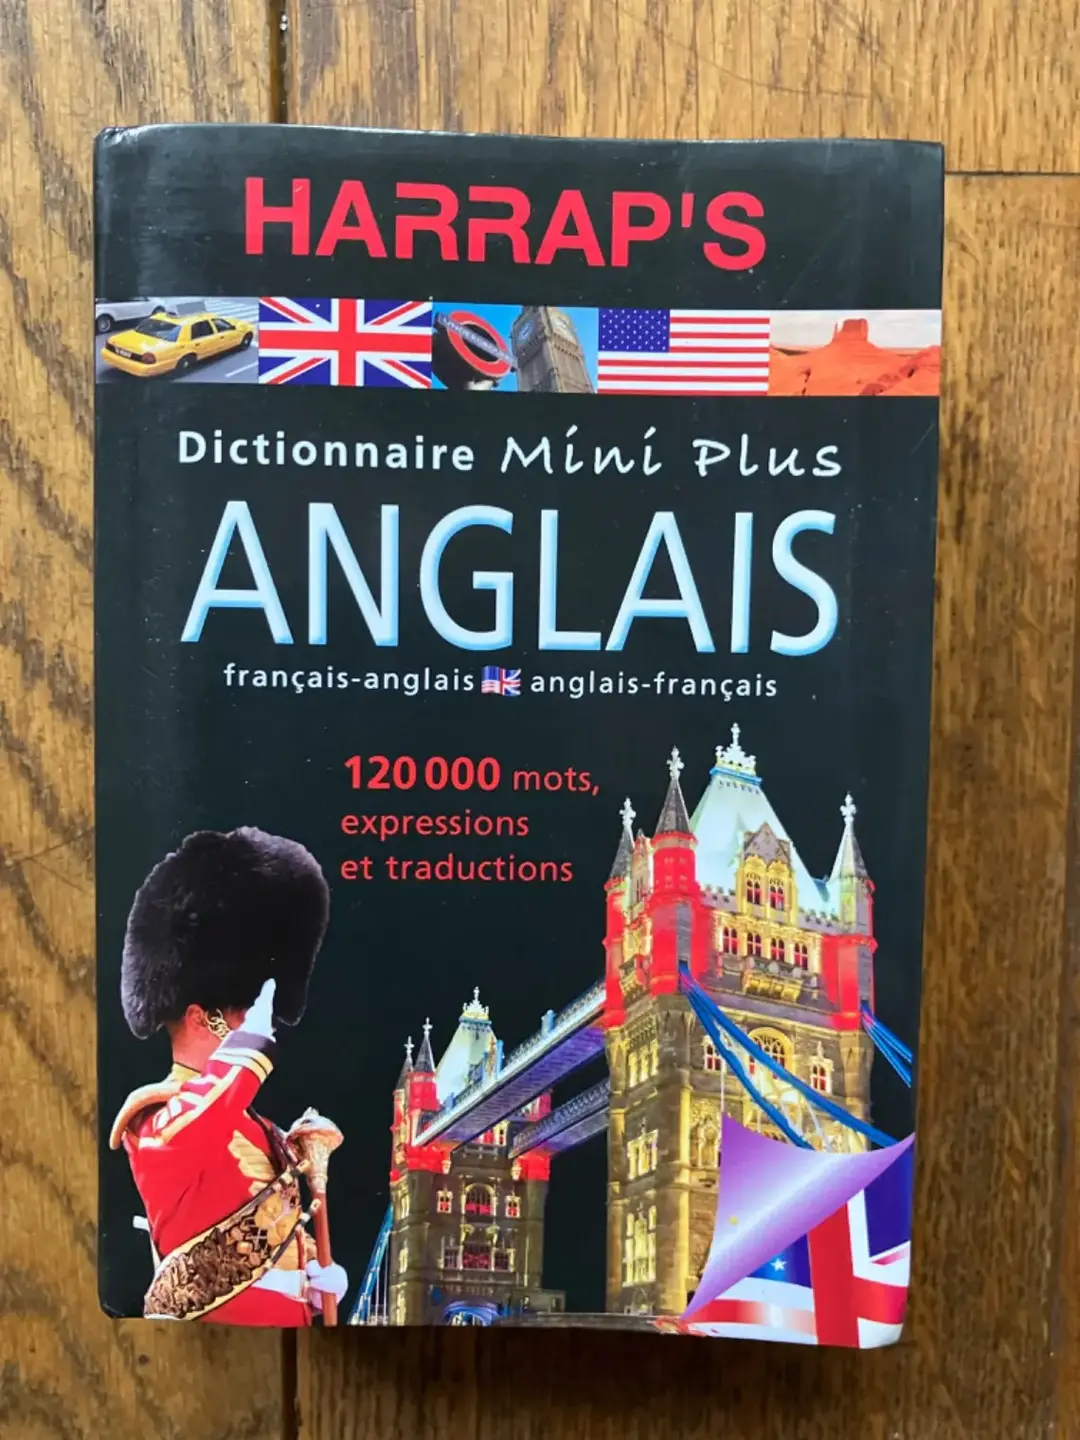 HARRAP'S
Dictionnaire Mini Plus
ANGLAIS
français-anglais anglais-français
120 000 mots,
expressions
et traductions